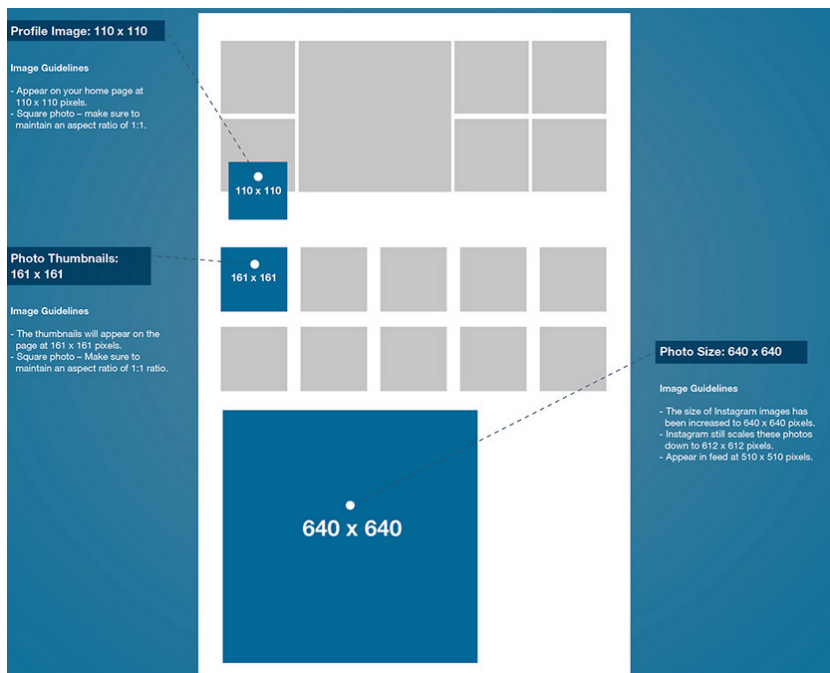 Profile Image: 110 x 110
Image Guidelines
- Appear on your home page at
110 x 110 pixels.
- Square photo – make sure to
maintain an aspect ratio of 1:1.
110 x 110
Photo Thumbnails:
161 x 161
Image Guidelines
- The thumbnails will appear on the
page at 161 x 161 pixels.
- Square photo – Make sure to
maintain an aspect ratio of 1:1 ratio.
161 x 161
Photo Size: 640 x 640
Image Guidelines
- The size of Instagram images has
been increased to 640 x 640 pixels.
- Instagram still scales these photos
down to 612 x 612 pixels.
- Appear in feed at 510 x 510 pixels.
640 x 640